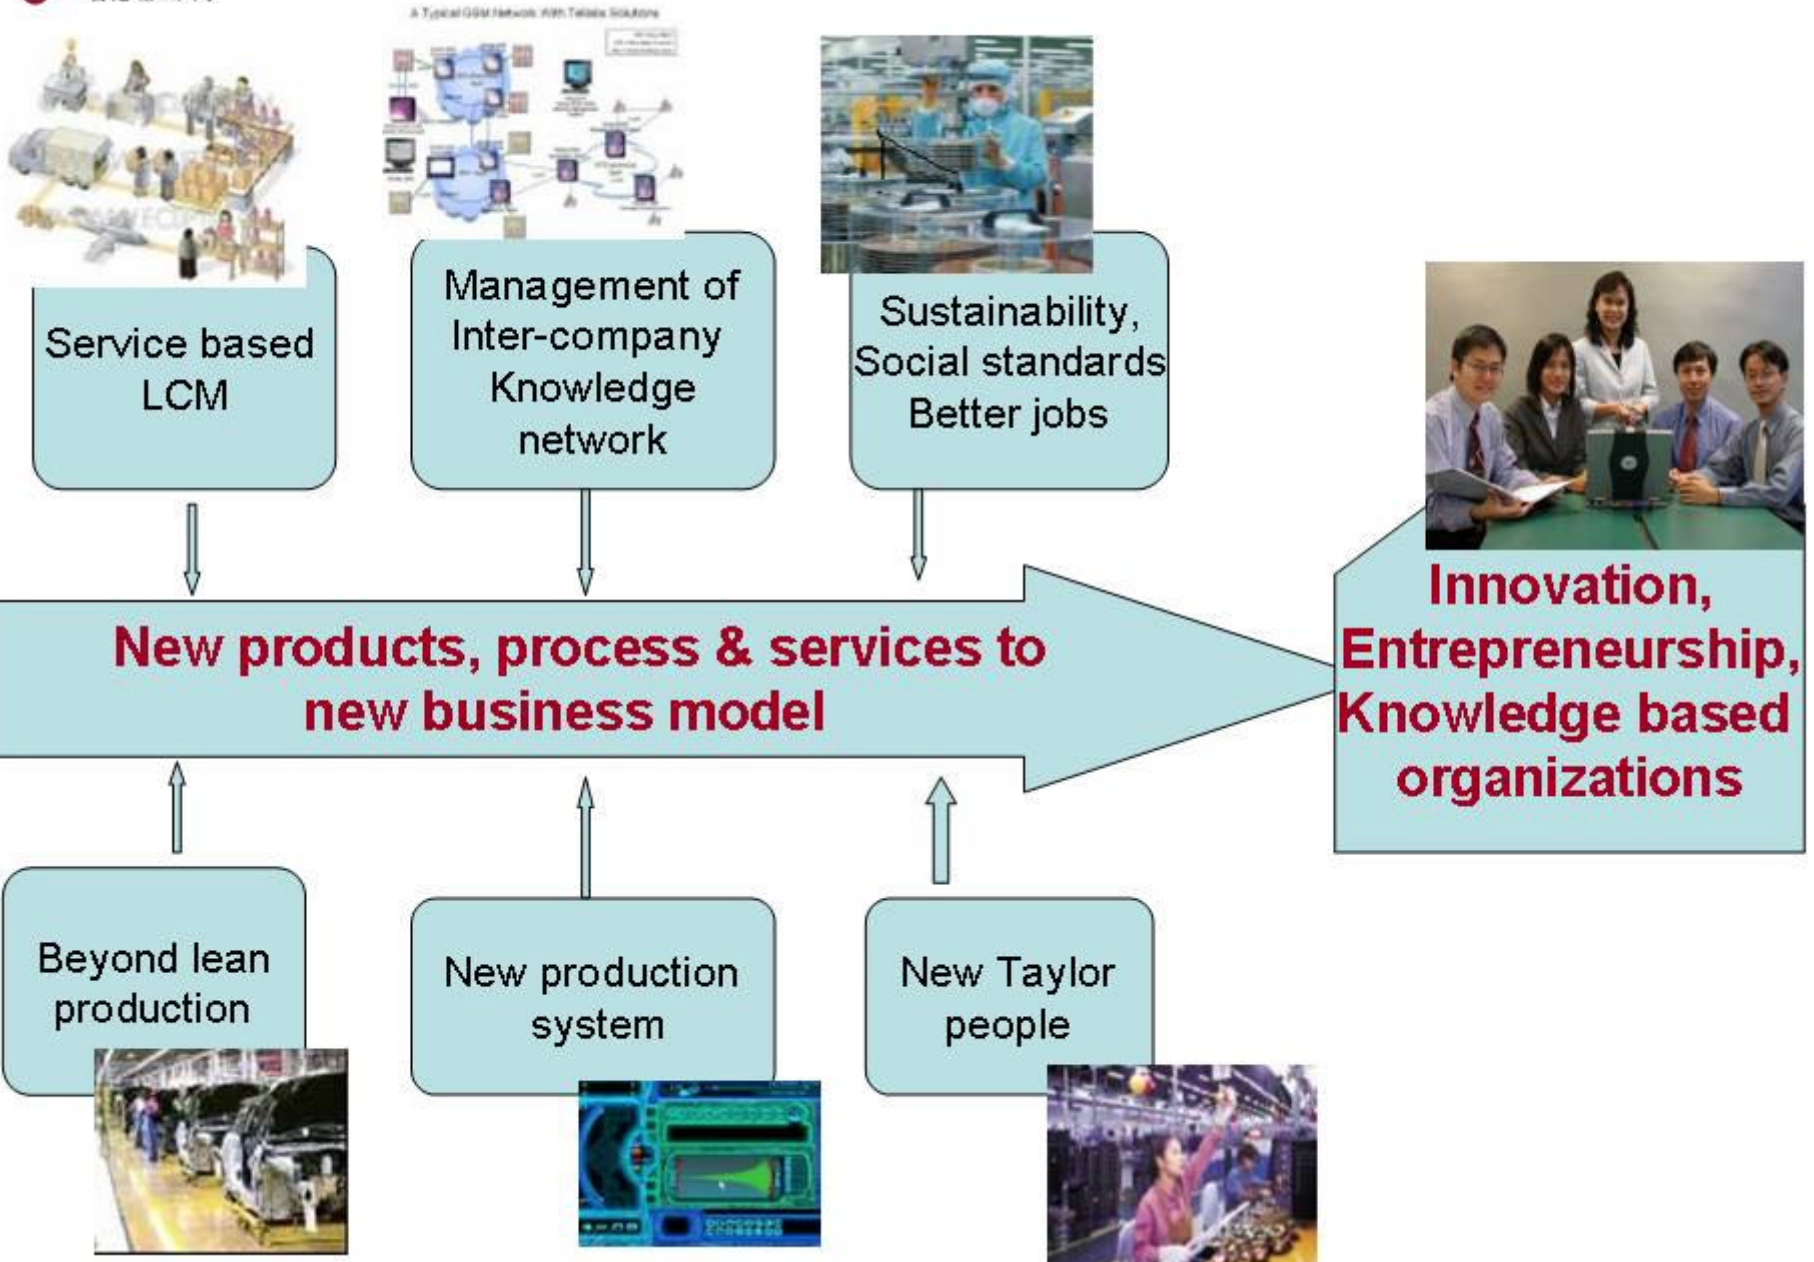 A Typical GSM Network With Tellabs Solutions
Service based
LCM
Management of
Inter-company
Knowledge
network
Sustainability,
Social standards
Better jobs
New products, process & services to
new business model
Innovation,
Entrepreneurship,
Knowledge based
organizations
Beyond lean
production
New production
system
New Taylor
people